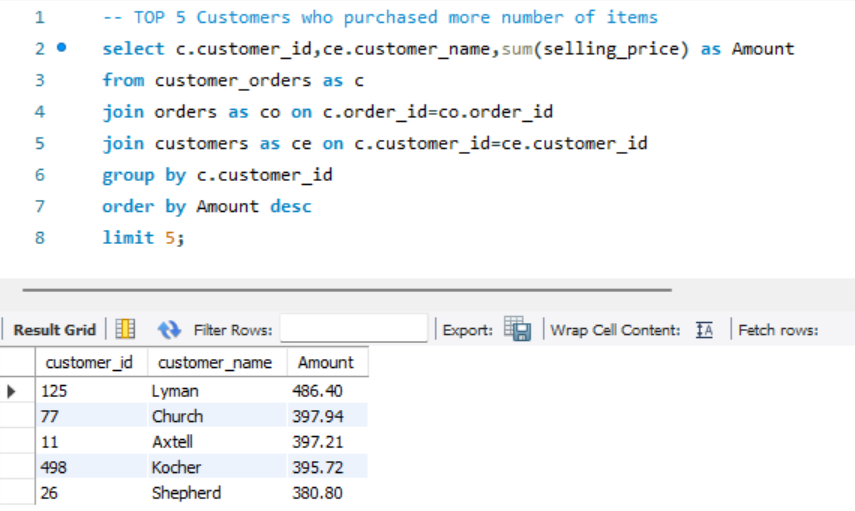 1 -- TOP 5 Customers who purchased more number of items
2 select c.customer_id,ce.customer_name,sum(selling_price) as Amount
3 from customer_orders as c
4 join orders as co on c.order_id=co.order_id
5 join customers as ce on c.customer_id=ce.customer_id
6 group by c.customer_id
7 order by Amount desc
8 limit 5;
Result Grid Filter Rows: Export: Wrap Cell Content: IA Fetch rows:
customer_id customer_name Amount
125 Lyman 486.40
77 Church 397.94
11 Axtell 397.21
498 Kocher 395.72
26 Shepherd 380.80